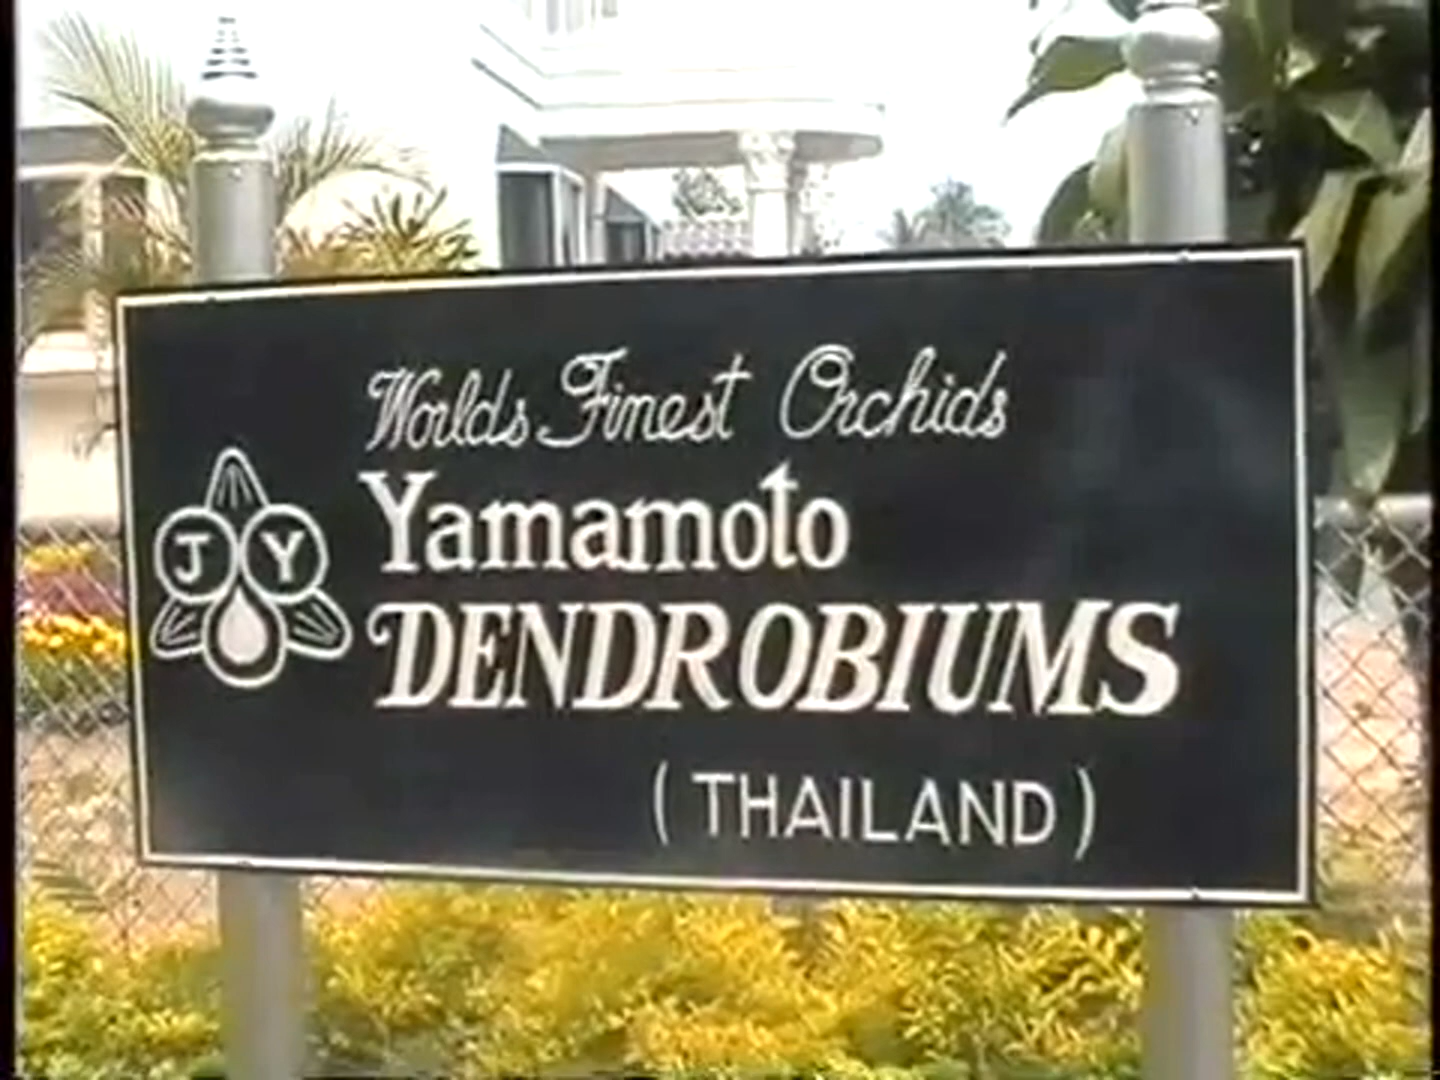 Worlds Finest Orchids
J Y
Yamamoto
DENDROBIUMS
(THAILAND)